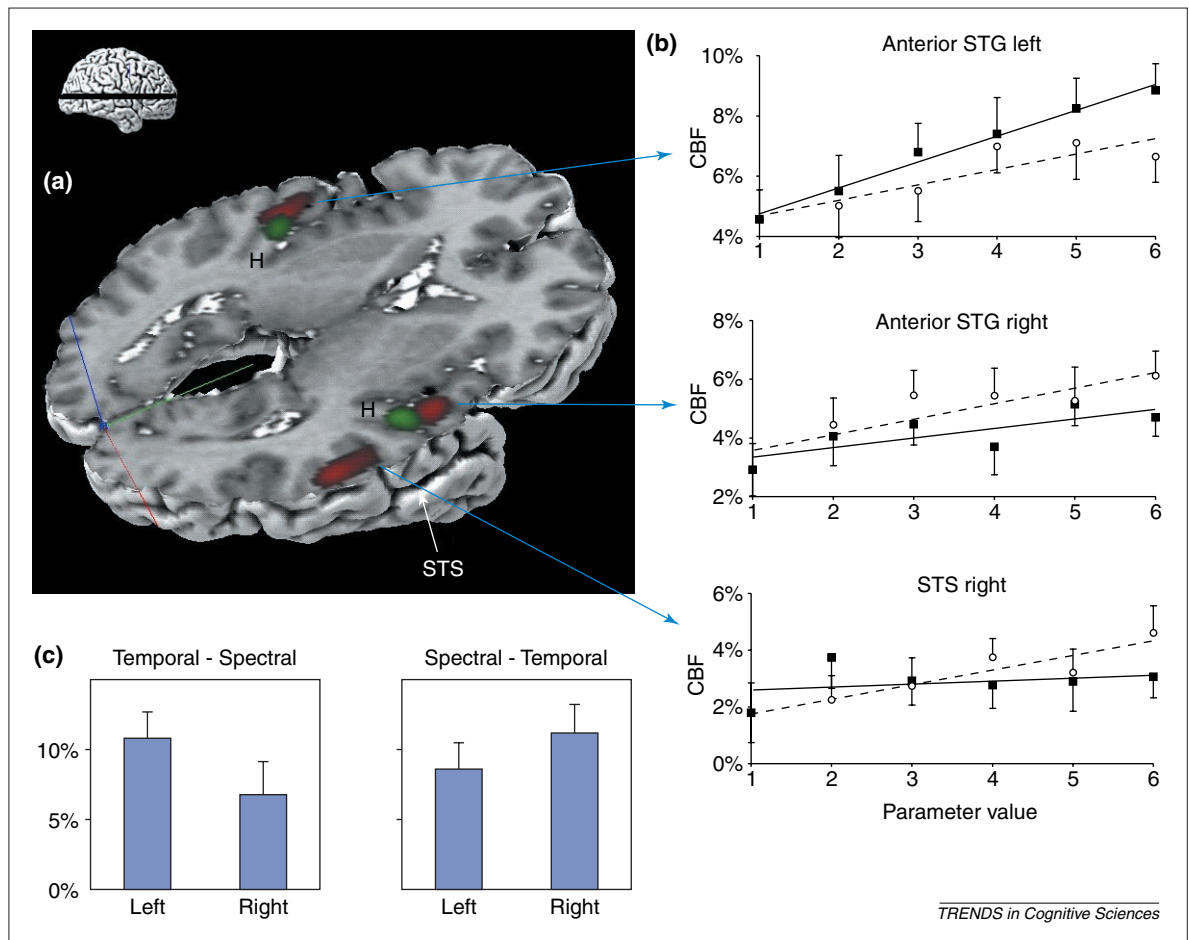 (a)
H
H
STS
(b)
Anterior STG left
CBF
10%
8%
6%
4%
1 2 3 4 5 6
Anterior STG right
CBF
8%
6%
4%
2%
1 2 3 4 5 6
STS right
CBF
6%
4%
2%
0%
1 2 3 4 5 6
Parameter value
(c)
Temporal - Spectral
Spectral - Temporal
10%
5%
0%
Left Right
Left Right
TRENDS in Cognitive Sciences